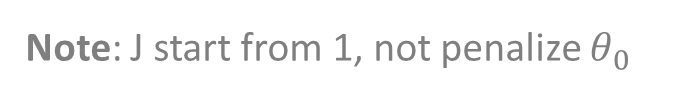 Note: J start from 1, not penalize θ₀